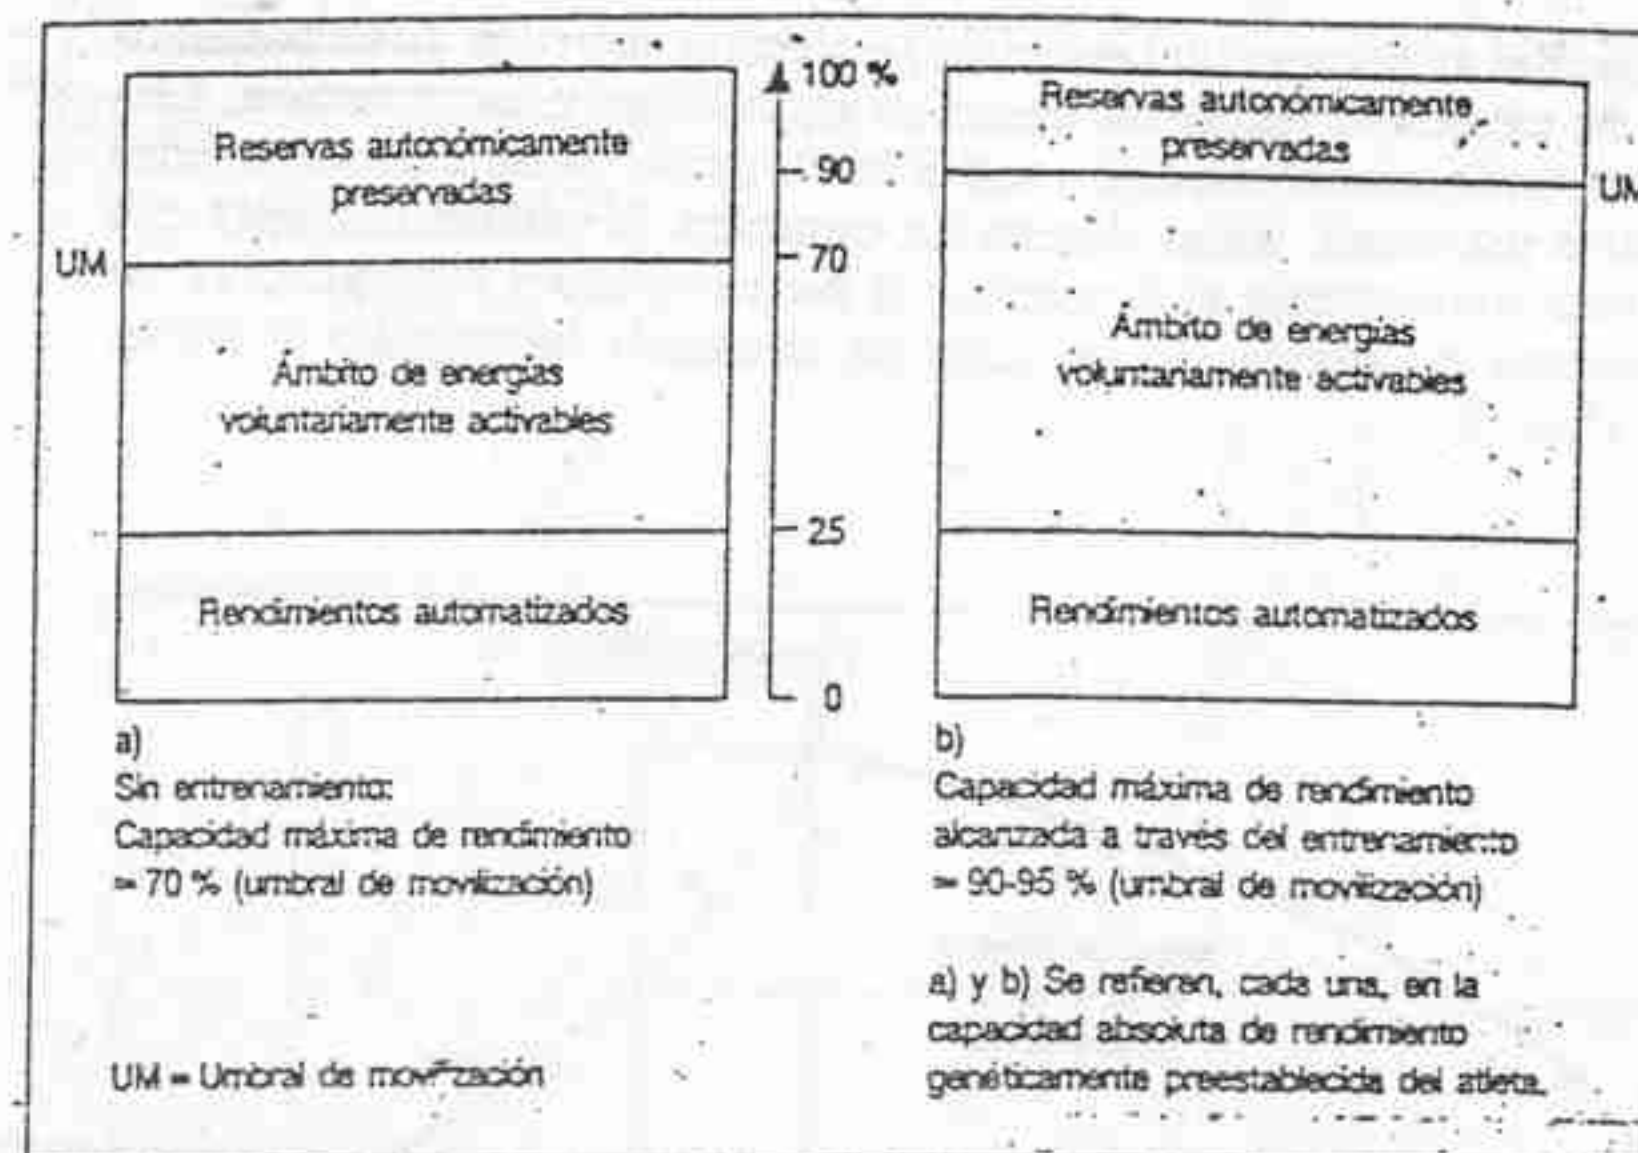 Reservas autonómicamente
preservadas
UM
Ámbito de energías
voluntariamente activables
Rendimientos automatizados
100 %
90
70
25
0
Reservas autonómicamente
preservadas
UM
Ámbito de energías
voluntariamente activables
Rendimientos automatizados
a)
Sin entrenamiento:
Capacidad máxima de rendimiento
= 70 % (umbral de movilización)
UM = Umbral de movilización
b)
Capacidad máxima de rendimiento
alcanzada a través del entrenamiento
= 90-95 % (umbral de movilización)
a) y b) Se refieren, cada una, en la
capacidad absoluta de rendimiento
genéticamente preestablecida del atleta.